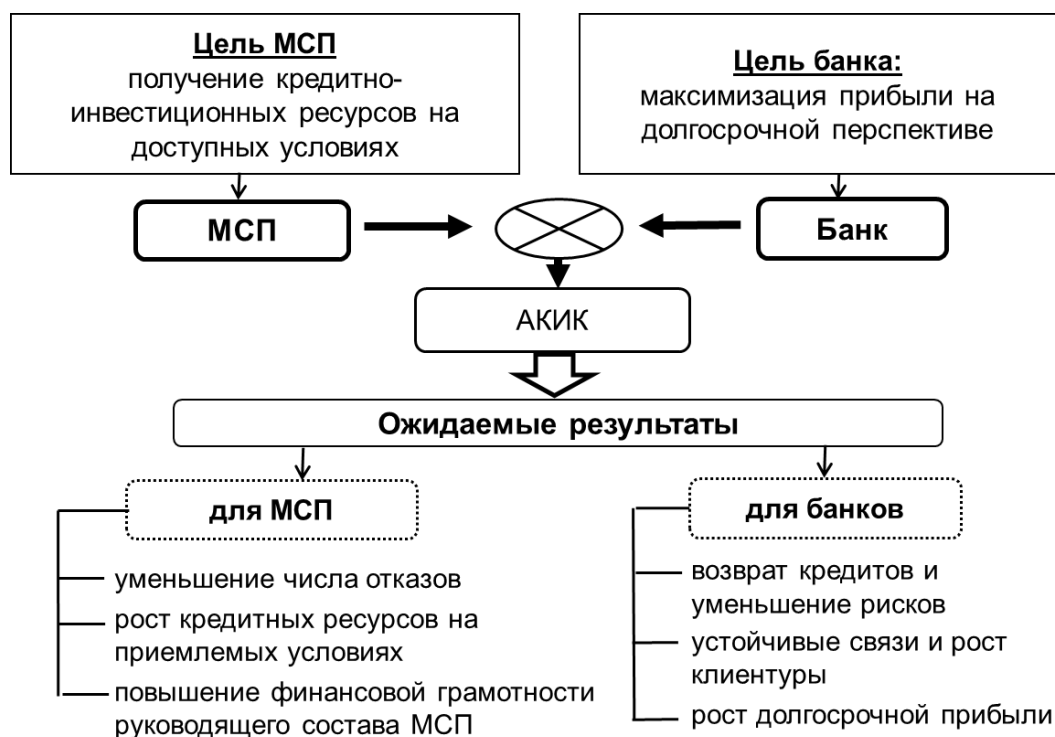 Цель МСП
получение кредитно-
инвестиционных ресурсов на
доступных условиях
Цель банка:
максимизация прибыли на
долгосрочной перспективе
МСП
Банк
АКИК
Ожидаемые результаты
для МСП
уменьшение числа отказов
рост кредитных ресурсов на
приемлемых условиях
повышение финансовой грамотности
руководящего состава МСП
для банков
возврат кредитов и
уменьшение рисков
устойчивые связи и рост
клиентуры
рост долгосрочной прибыли